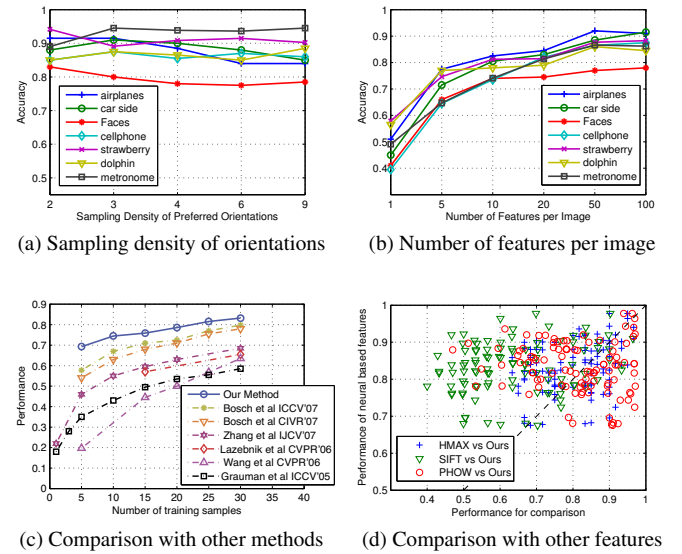 Accuracy
0.9
0.8
0.7
0.6
0.5
1
airplanes
car side
Faces
cellphone
strawberry
dolphin
metronome
2 3 4 6 9
Sampling Density of Preferred Orientations
(a) Sampling density of orientations
Accuracy
0.9
0.8
0.7
0.6
0.5
0.4
1
airplanes
car side
Faces
cellphone
strawberry
dolphin
metronome
1 5 10 20 50 100
Number of Features per Image
(b) Number of features per image
Performance
0.9
0.8
0.7
0.6
0.5
0.4
0.3
0.2
0.1
0
Our Method
Bosch et al ICCV'07
Bosch et al CIVR'07
Zhang et al IJCV'07
Lazebnik et al CVPR'06
Wang et al CVPR'06
Grauman et al ICCV'05
0 5 10 15 20 25 30 35 40
Number of training samples
(c) Comparison with other methods
Performance of neural based features
1
0.9
0.8
0.7
0.6
0.5
HMAX vs Ours
SIFT vs Ours
PHOW vs Ours
0.4 0.5 0.6 0.7 0.8 0.9 1
Performance for comparison
(d) Comparison with other features